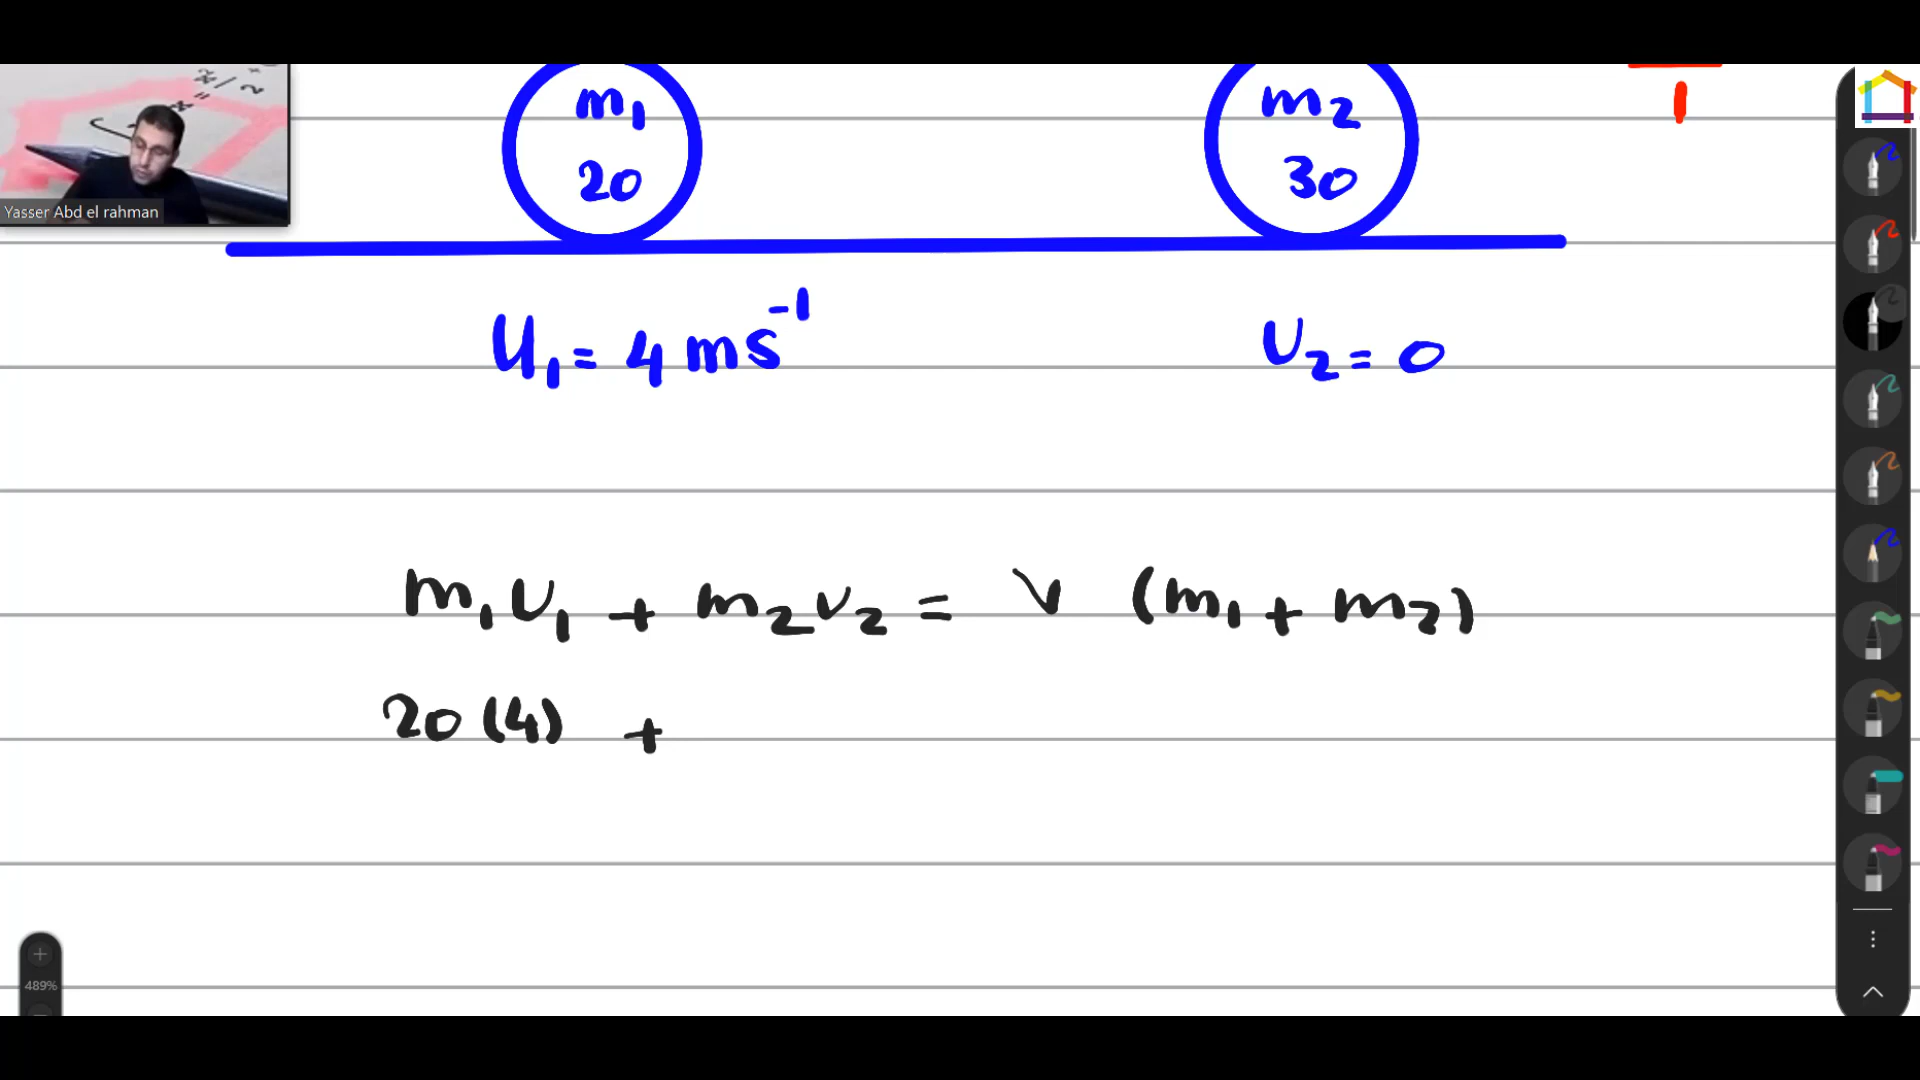 m₁ m₂ 1
20 30
Yasser Abd el rahman
U₁ = 4 ms⁻¹ U₂ = 0
m₁U₁ + m₂U₂ = V (m₁ + m₂)
20(4) +
489%